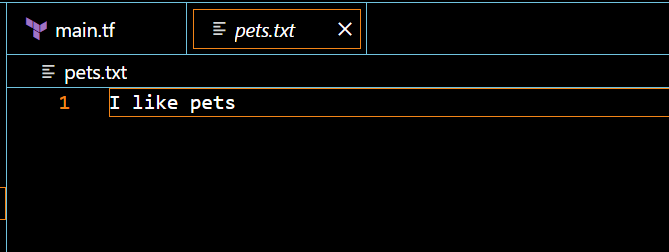 main.tf
pets.txt
pets.txt
1 I like pets